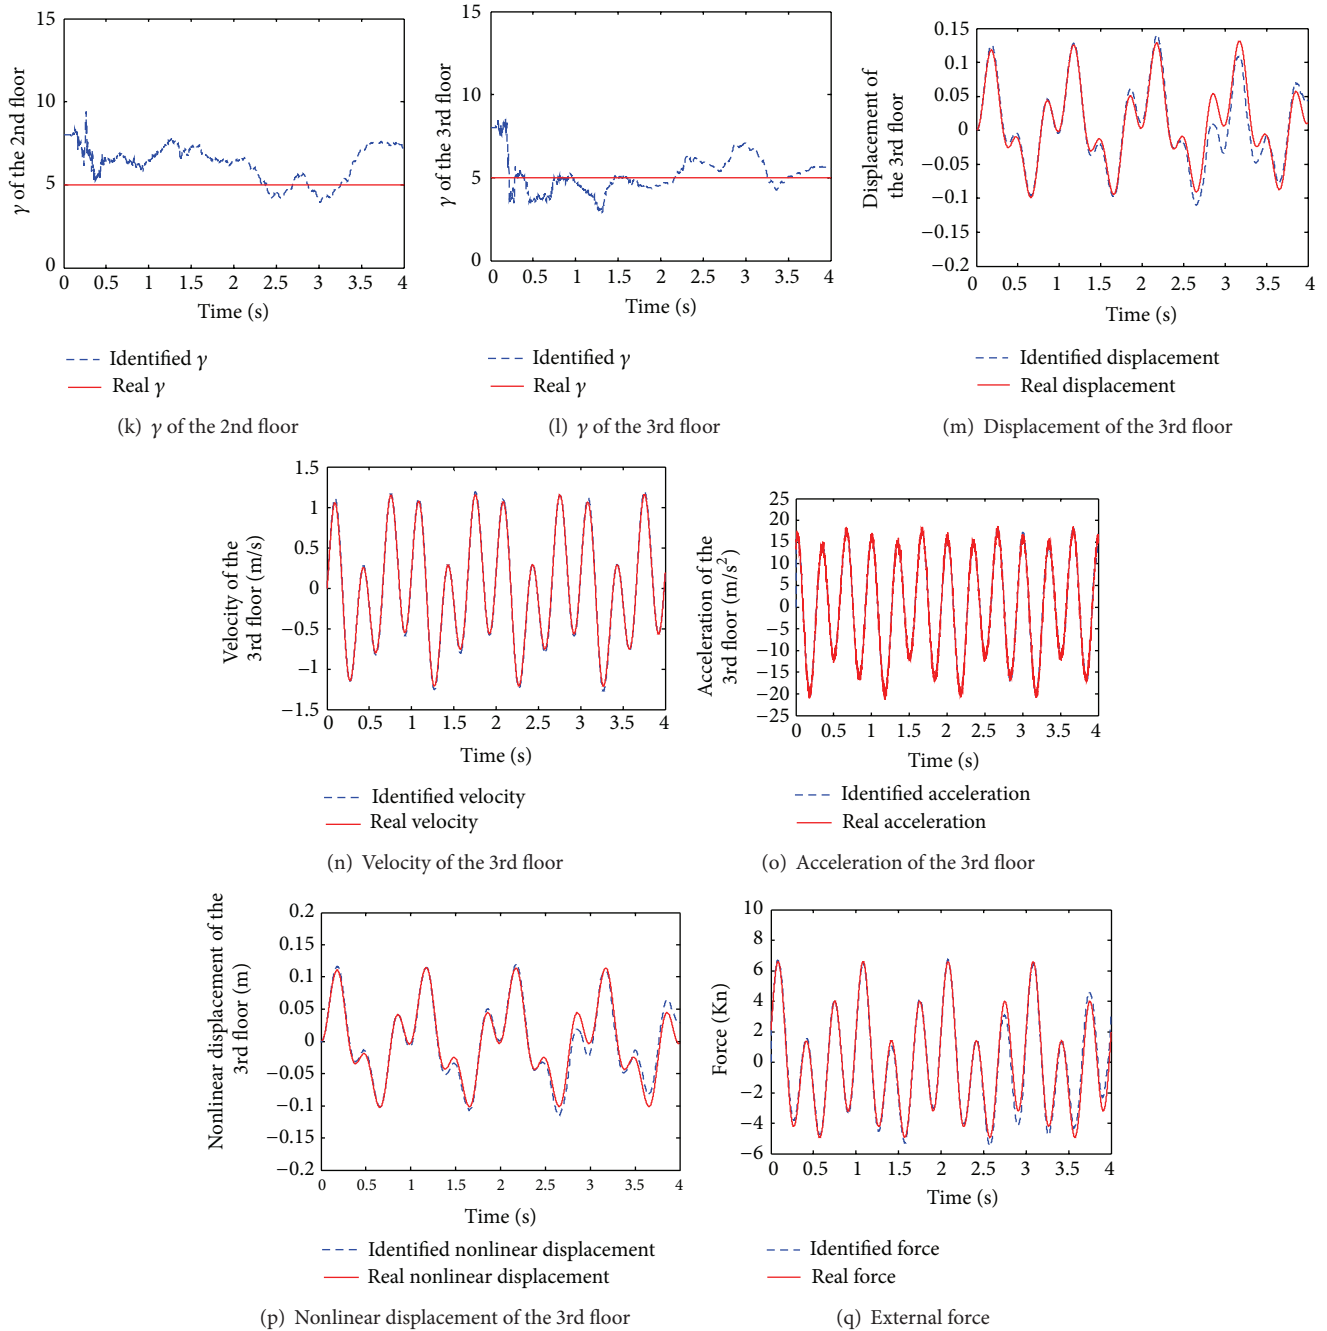 15
10
5
0
γ of the 2nd floor
0 0.5 1 1.5 2 2.5 3 3.5 4
Time (s)
Identified γ
Real γ
(k) γ of the 2nd floor
15
10
5
0
γ of the 3rd floor
0 0.5 1 1.5 2 2.5 3 3.5 4
Time (s)
Identified γ
Real γ
(l) γ of the 3rd floor
0.15
0.1
0.05
0
−0.05
−0.1
−0.15
−0.2
Displacement of
the 3rd floor
0 0.5 1 1.5 2 2.5 3 3.5 4
Time (s)
Identified displacement
Real displacement
(m) Displacement of the 3rd floor
1.5
1
0.5
0
−0.5
−1
−1.5
Velocity of the
3rd floor (m/s)
0 0.5 1 1.5 2 2.5 3 3.5 4
Time (s)
Identified velocity
Real velocity
(n) Velocity of the 3rd floor
25
20
15
10
5
0
−5
−10
−15
−20
−25
Acceleration of the
3rd floor (m/s²)
0 0.5 1 1.5 2 2.5 3 3.5 4
Time (s)
Identified acceleration
Real acceleration
(o) Acceleration of the 3rd floor
0.2
0.15
0.1
0.05
0
−0.05
−0.1
−0.15
−0.2
Nonlinear displacement of the
3rd floor (m)
0 0.5 1 1.5 2 2.5 3 3.5 4
Time (s)
Identified nonlinear displacement
Real nonlinear displacement
(p) Nonlinear displacement of the 3rd floor
10
8
6
4
2
0
−2
−4
−6
Force (Kn)
0 0.5 1 1.5 2 2.5 3 3.5 4
Time (s)
Identified force
Real force
(q) External force